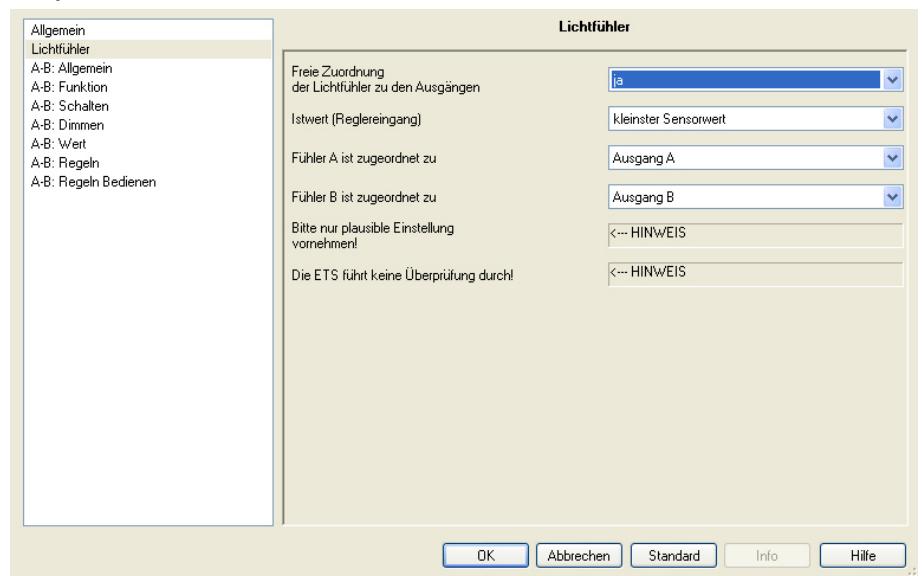 Allgemein
Lichtfühler
A-B: Allgemein
A-B: Funktion
A-B: Schalten
A-B: Dimmen
A-B: Wert
A-B: Regeln
A-B: Regeln Bedienen
Lichtfühler
Freie Zuordnung
der Lichtfühler zu den Ausgängen
ja
Istwert (Reglereingang)
kleinster Sensorwert
Fühler A ist zugeordnet zu
Ausgang A
Fühler B ist zugeordnet zu
Ausgang B
Bitte nur plausible Einstellung
vornehmen!
<--- HINWEIS
Die ETS führt keine Überprüfung durch!
<--- HINWEIS
OK
Abbrechen
Standard
Info
Hilfe